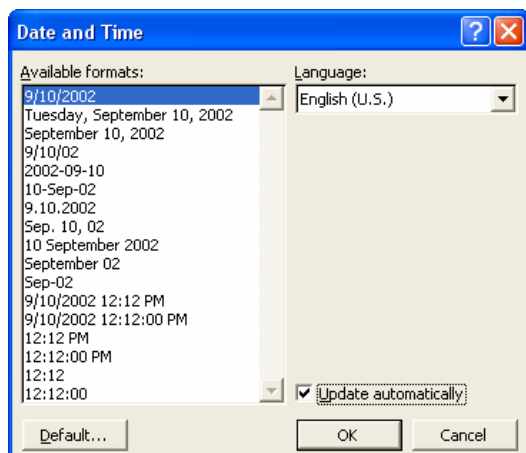 Date and Time
Available formats:
Language:
9/10/2002
English (U.S.)
Tuesday, September 10, 2002
September 10, 2002
9/10/02
2002-09-10
10-Sep-02
9.10.2002
Sep. 10, 02
10 September 2002
September 02
Sep-02
9/10/2002 12:12 PM
9/10/2002 12:12:00 PM
12:12 PM
12:12:00 PM
12:12
12:12:00
Update automatically
Default...
OK
Cancel